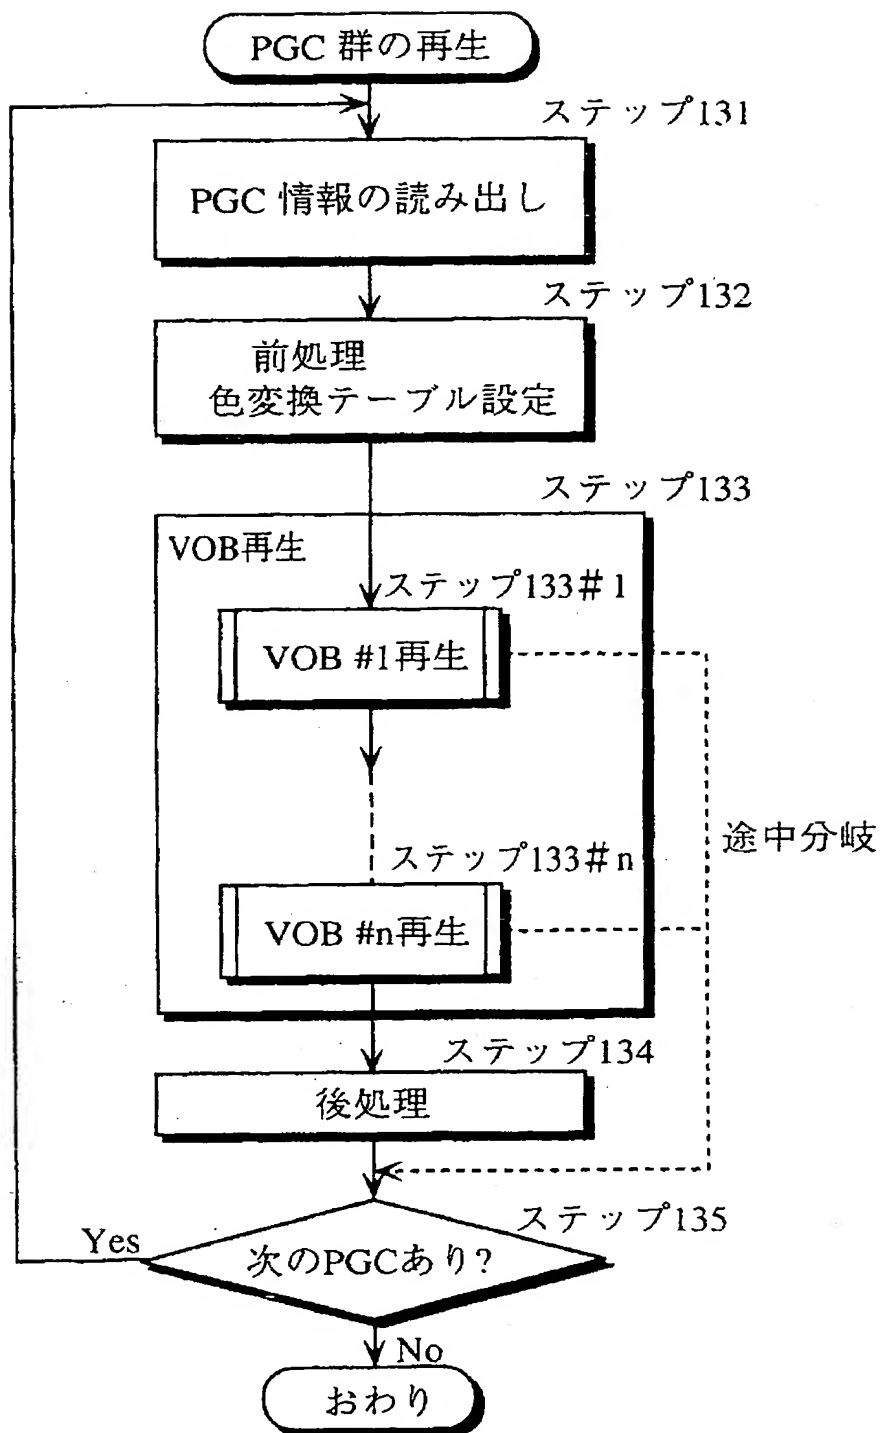 PGC 群の再生
ステップ131
PGC 情報の読み出し
ステップ132
前処理
色変換テーブル設定
ステップ133
VOB再生
ステップ133#1
VOB #1再生
途中分岐
ステップ133#n
VOB #n再生
ステップ134
後処理
ステップ135
Yes
次のPGCあり?
No
おわり